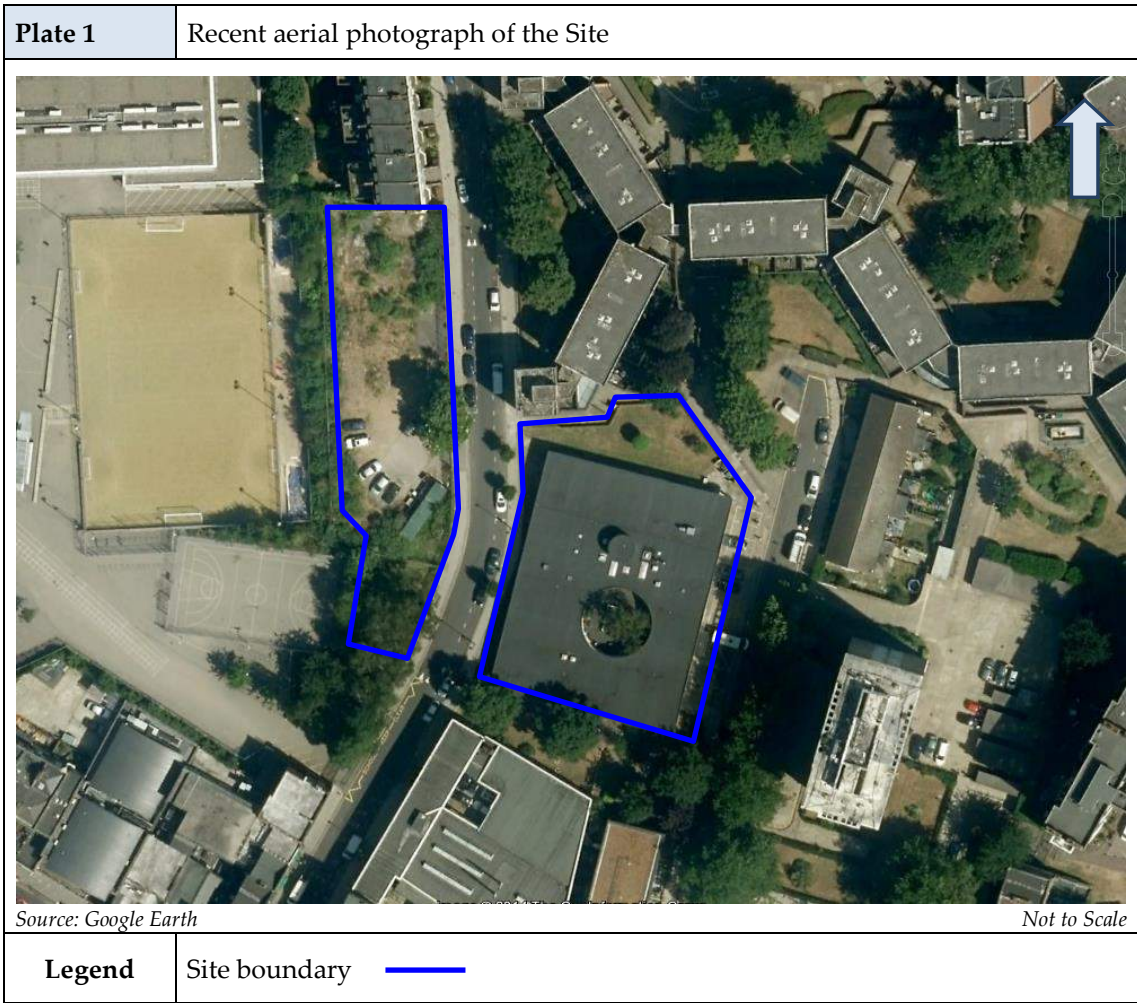 Plate 1
Recent aerial photograph of the Site
Source: Google Earth
Not to Scale
Legend
Site boundary